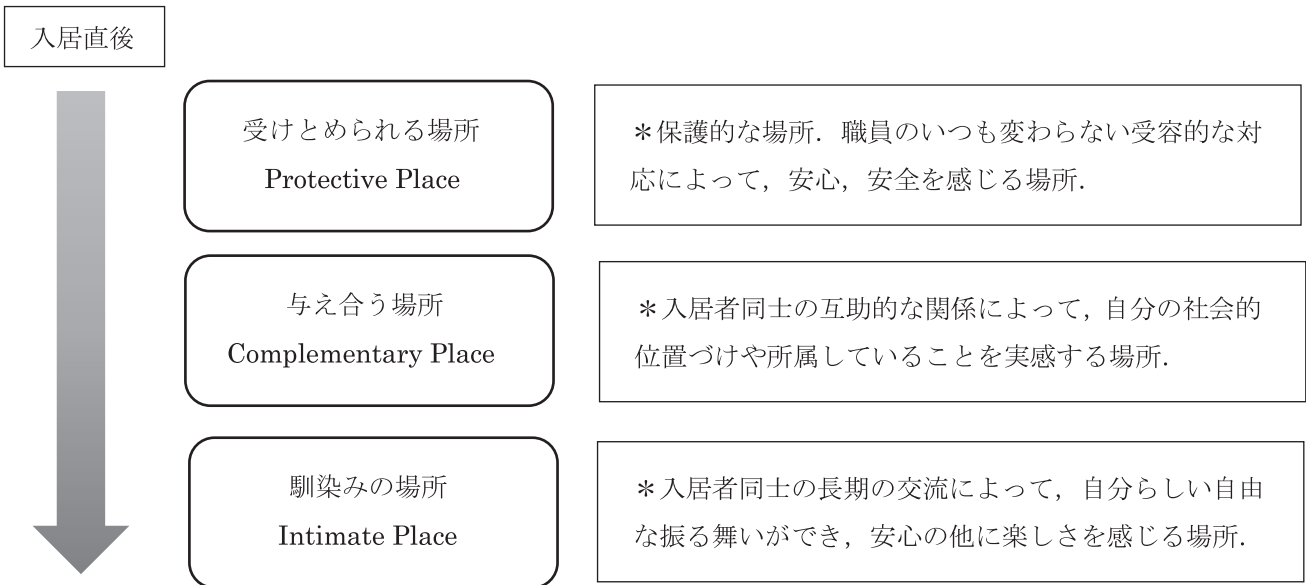 入居直後
受けとめられる場所
Protective Place
＊保護的な場所．職員のいつも変わらない受容的な対
応によって，安心，安全を感じる場所．
与え合う場所
Complementary Place
＊入居者同士の互助的な関係によって，自分の社会的
位置づけや所属していることを実感する場所．
馴染みの場所
Intimate Place
＊入居者同士の長期の交流によって，自分らしい自由
な振る舞いができ，安心の他に楽しさを感じる場所．